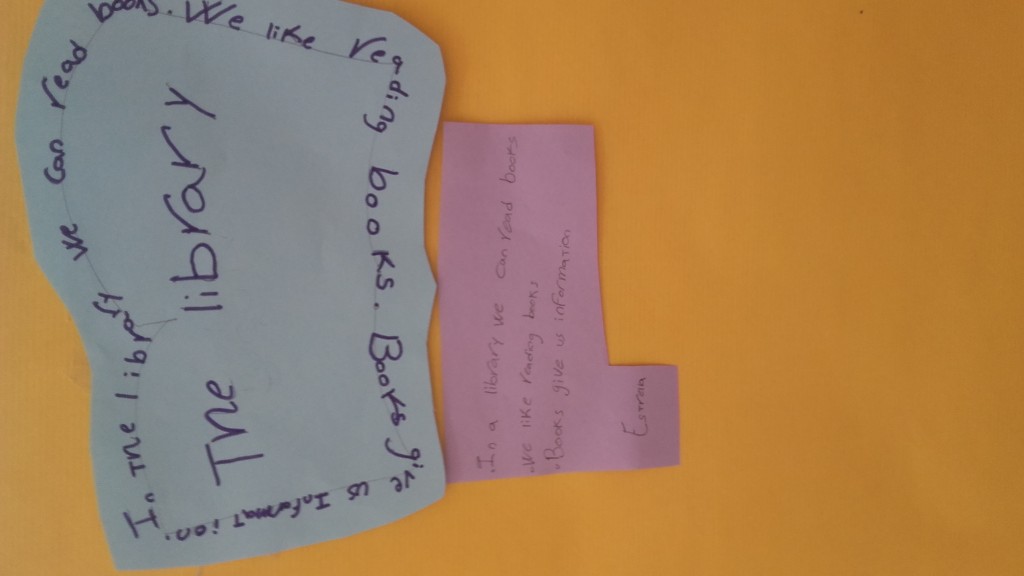 The library
In the library we can read books. We like reading books. Books give us Information.
.In a library we can read books
.We like reading books
.Books give us information
Esma